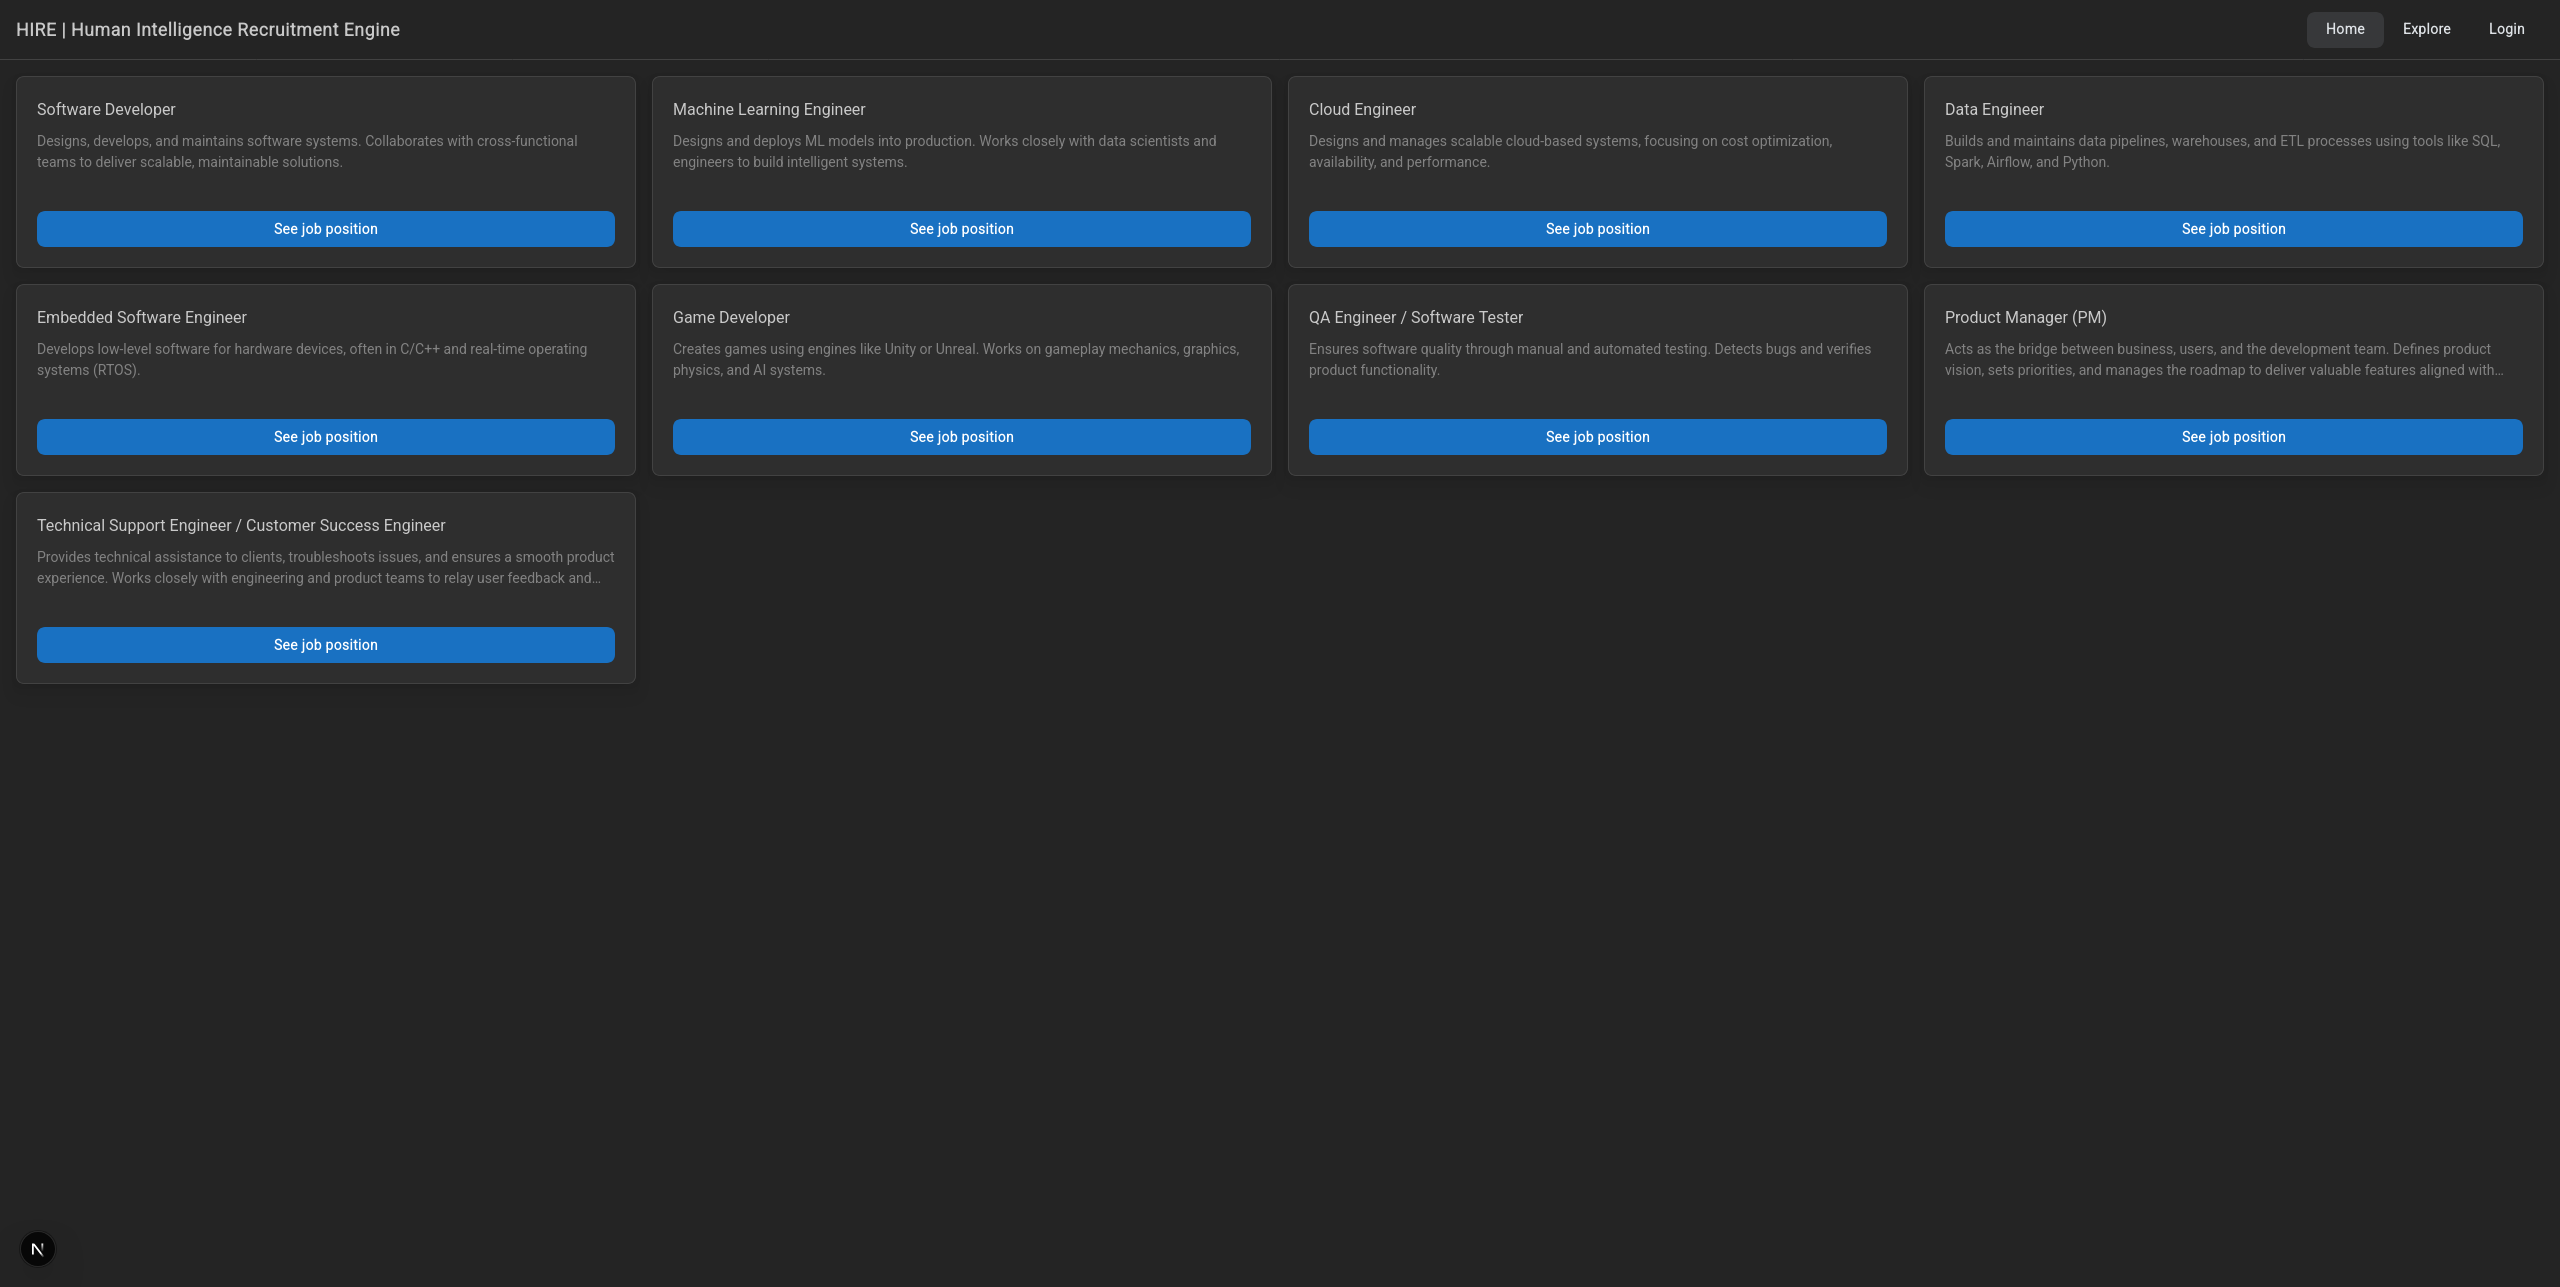 HIRE | Human Intelligence Recruitment Engine
Home
Explore
Login
Software Developer
Designs, develops, and maintains software systems. Collaborates with cross-functional
teams to deliver scalable, maintainable solutions.
See job position
Machine Learning Engineer
Designs and deploys ML models into production. Works closely with data scientists and
engineers to build intelligent systems.
See job position
Cloud Engineer
Designs and manages scalable cloud-based systems, focusing on cost optimization,
availability, and performance.
See job position
Data Engineer
Builds and maintains data pipelines, warehouses, and ETL processes using tools like SQL,
Spark, Airflow, and Python.
See job position
Embedded Software Engineer
Develops low-level software for hardware devices, often in C/C++ and real-time operating
systems (RTOS).
See job position
Game Developer
Creates games using engines like Unity or Unreal. Works on gameplay mechanics, graphics,
physics, and AI systems.
See job position
QA Engineer / Software Tester
Ensures software quality through manual and automated testing. Detects bugs and verifies
product functionality.
See job position
Product Manager (PM)
Acts as the bridge between business, users, and the development team. Defines product
vision, sets priorities, and manages the roadmap to deliver valuable features aligned with…
See job position
Technical Support Engineer / Customer Success Engineer
Provides technical assistance to clients, troubleshoots issues, and ensures a smooth product
experience. Works closely with engineering and product teams to relay user feedback and…
See job position
N